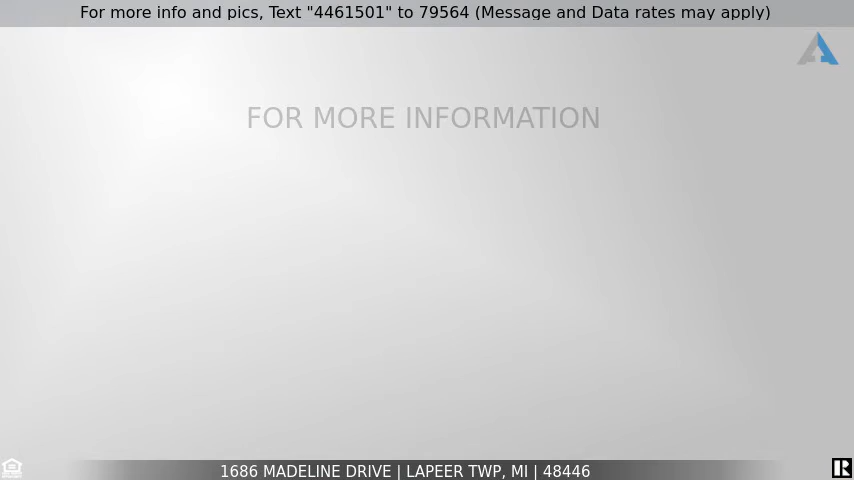 For more info and pics, Text "4461501" to 79564 (Message and Data rates may apply)
FOR MORE INFORMATION
1686 MADELINE DRIVE | LAPEER TWP, MI | 48446